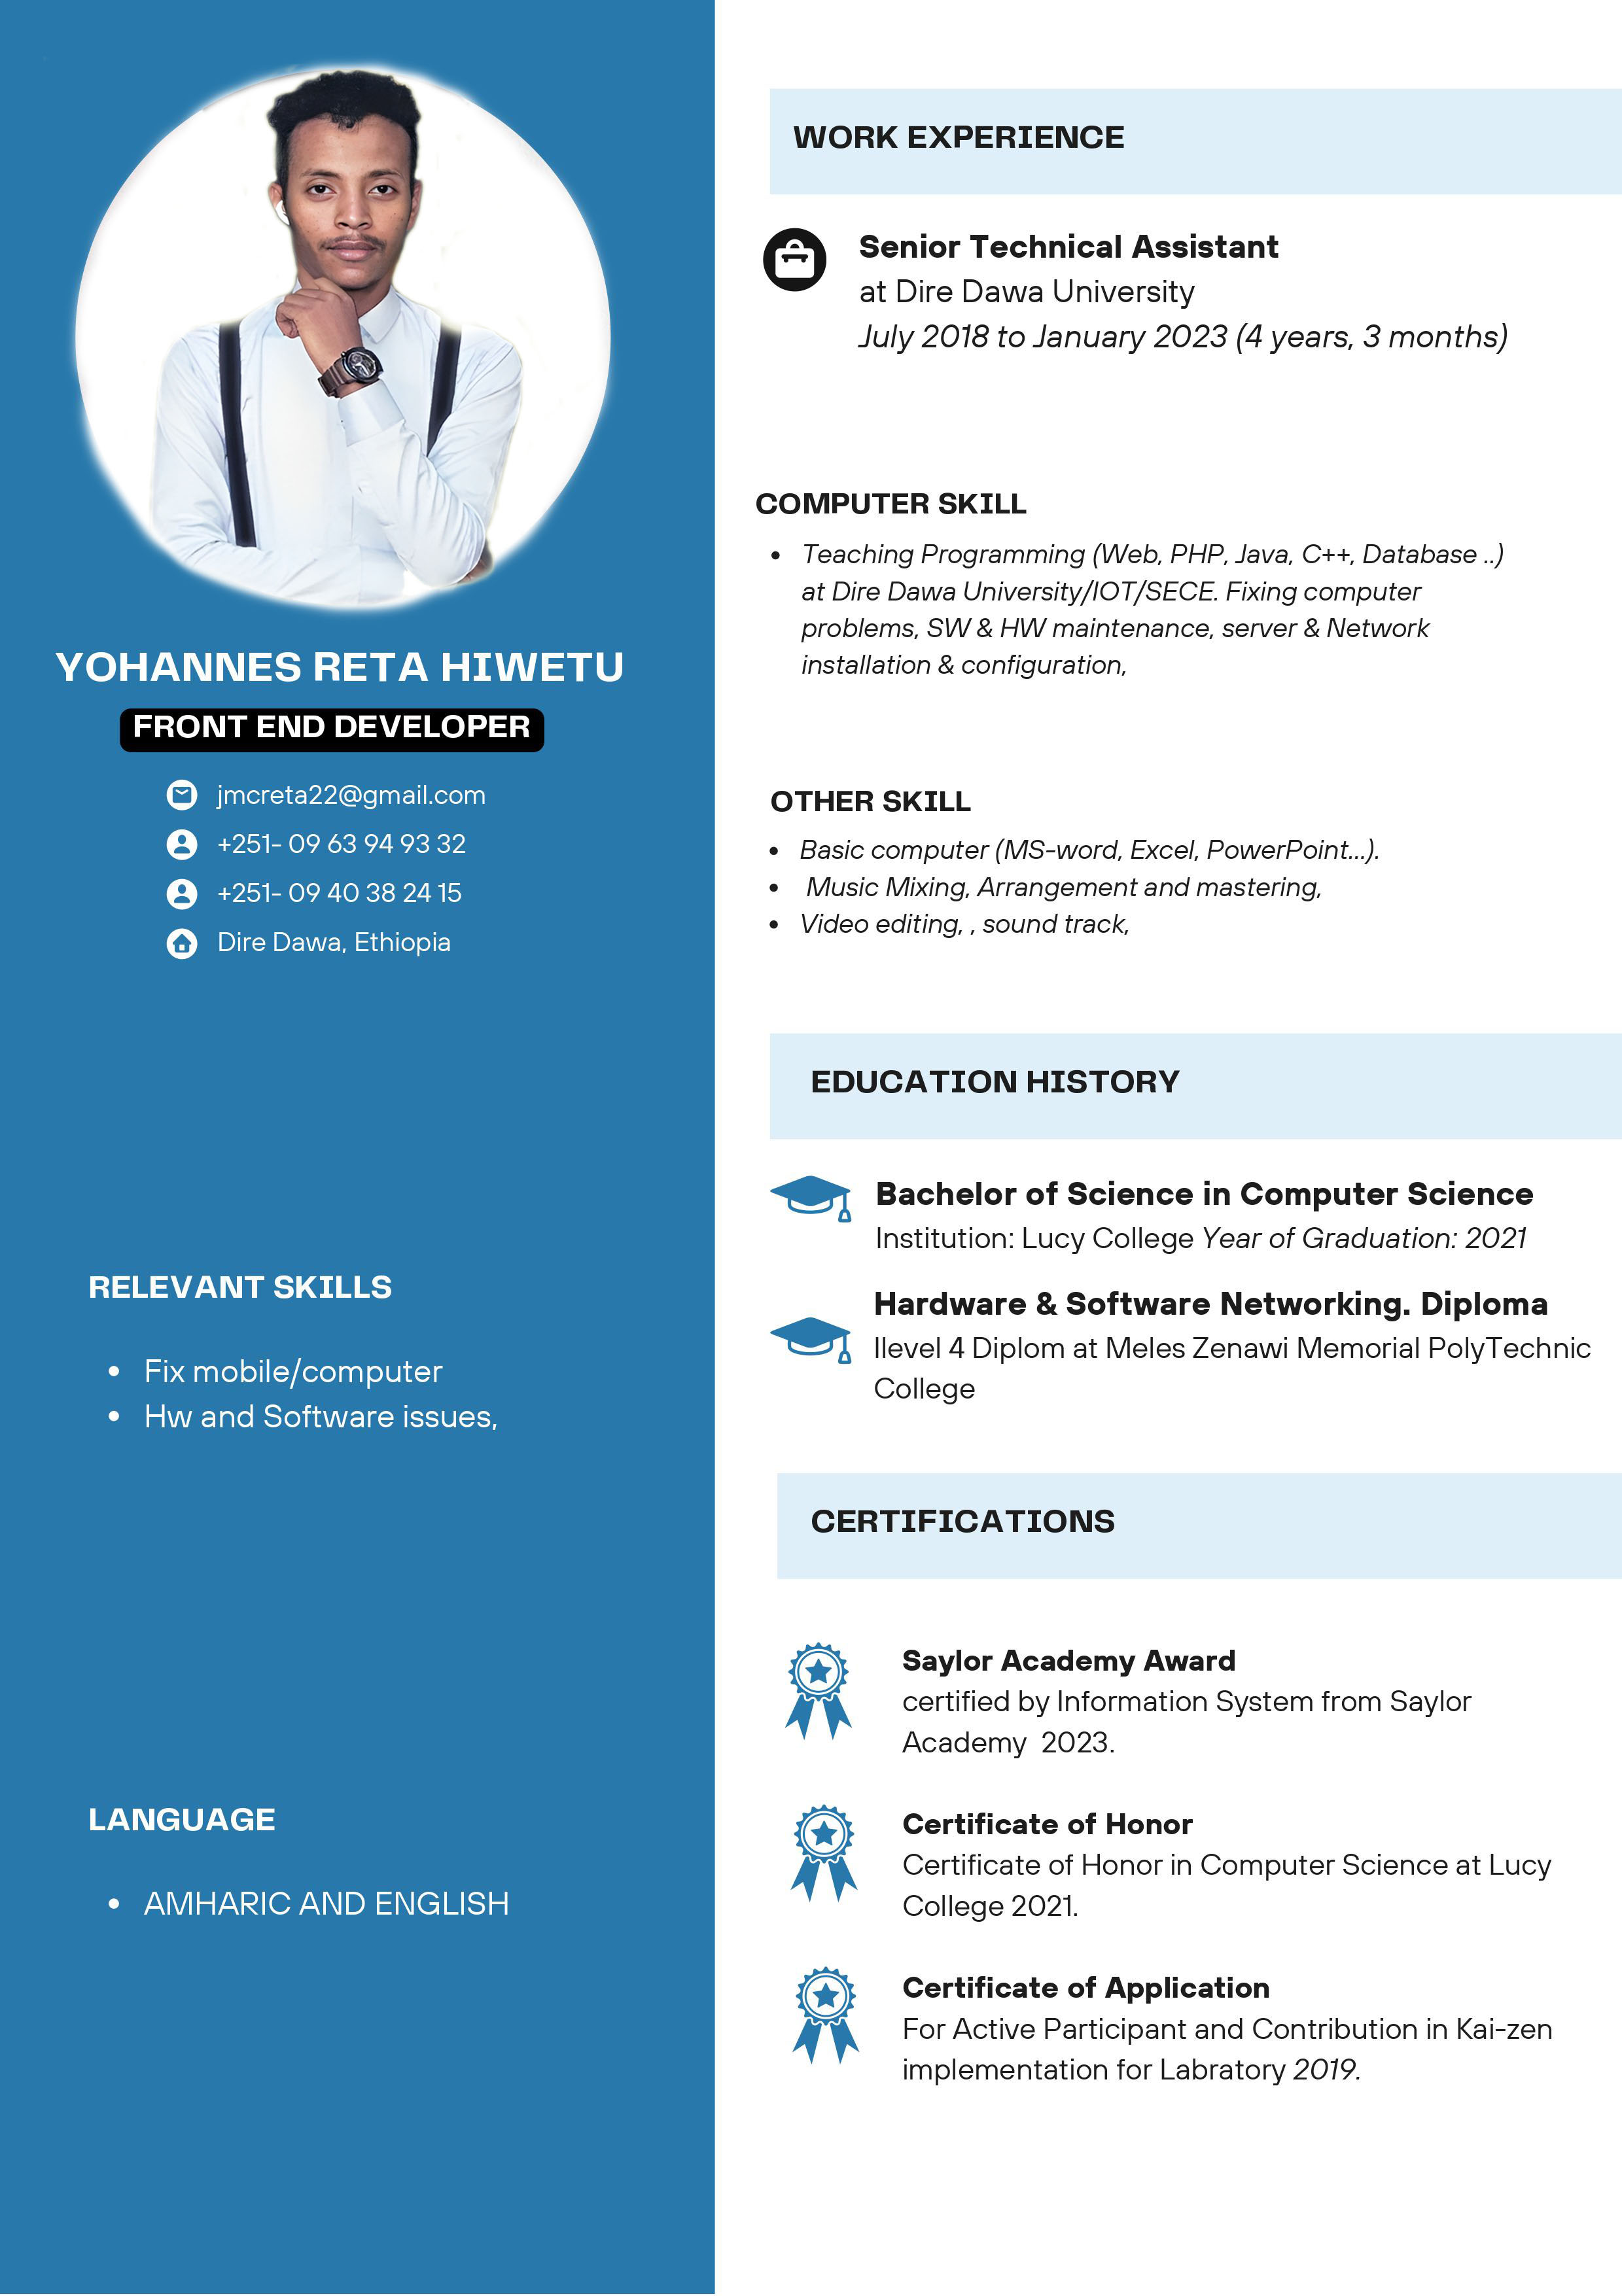 YOHANNES RETA HIWETU
FRONT END DEVELOPER
jmcreta22@gmail.com
+251- 09 63 94 93 32
+251- 09 40 38 24 15
Dire Dawa, Ethiopia
RELEVANT SKILLS
• Fix mobile/computer
• Hw and Software issues,
LANGUAGE
• AMHARIC AND ENGLISH
WORK EXPERIENCE
Senior Technical Assistant
at Dire Dawa University
July 2018 to January 2023 (4 years, 3 months)
COMPUTER SKILL
• Teaching Programming (Web, PHP, Java, C++, Database ..)
at Dire Dawa University/IOT/SECE. Fixing computer
problems, SW & HW maintenance, server & Network
installation & configuration,
OTHER SKILL
• Basic computer (MS-word, Excel, PowerPoint...).
• Music Mixing, Arrangement and mastering,
• Video editing, , sound track,
EDUCATION HISTORY
Bachelor of Science in Computer Science
Institution: Lucy College Year of Graduation: 2021
Hardware & Software Networking. Diploma
llevel 4 Diplom at Meles Zenawi Memorial PolyTechnic
College
CERTIFICATIONS
Saylor Academy Award
certified by Information System from Saylor
Academy  2023.
Certificate of Honor
Certificate of Honor in Computer Science at Lucy
College 2021.
Certificate of Application
For Active Participant and Contribution in Kai-zen
implementation for Labratory 2019.